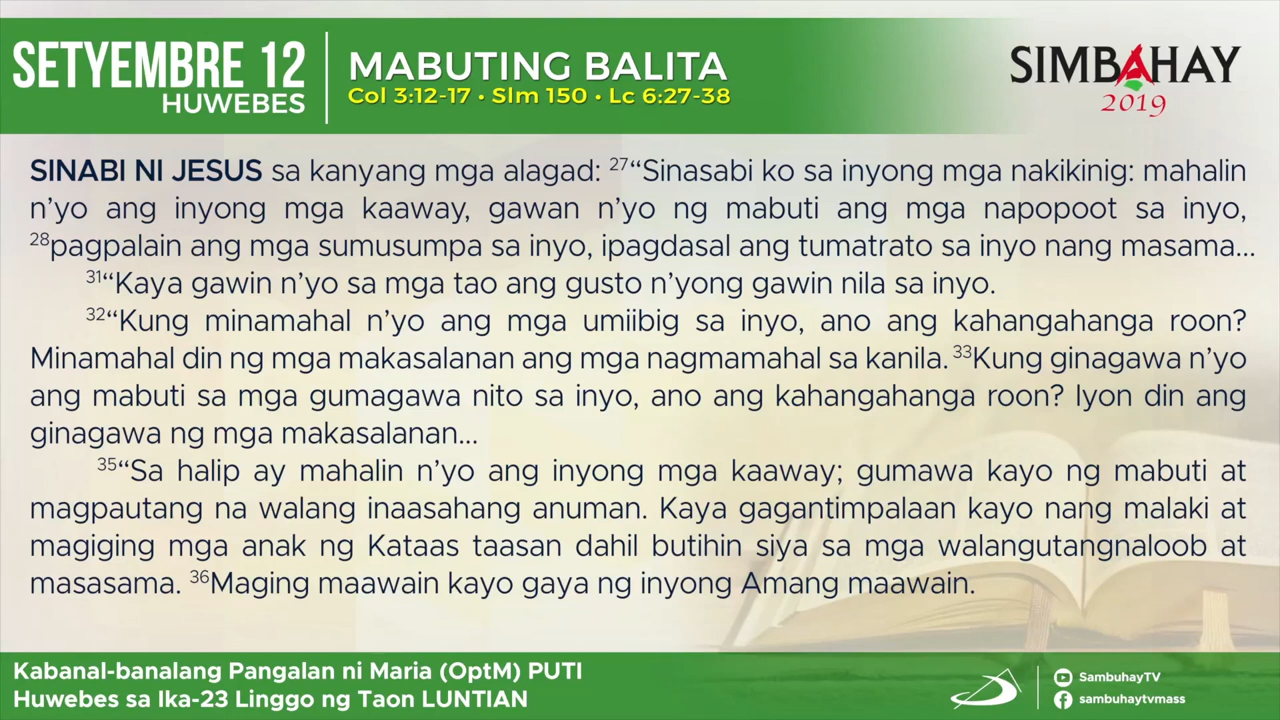 SETYEMBRE 12
HUWEBES
MABUTING BALITA
Col 3:12-17 • Slm 150 • Lc 6:27-38
SIMBAHAY
2019
SINABI NI JESUS sa kanyang mga alagad: 27“Sinasabi ko sa inyong mga nakikinig: mahalin
n’yo ang inyong mga kaaway, gawan n’yo ng mabuti ang mga napopoot sa inyo,
28pagpalain ang mga sumusumpa sa inyo, ipagdasal ang tumatrato sa inyo nang masama...
31“Kaya gawin n’yo sa mga tao ang gusto n’yong gawin nila sa inyo.
32“Kung minamahal n’yo ang mga umiibig sa inyo, ano ang kahangahanga roon?
Minamahal din ng mga makasalanan ang mga nagmamahal sa kanila. 33Kung ginagawa n’yo
ang mabuti sa mga gumagawa nito sa inyo, ano ang kahangahanga roon? Iyon din ang
ginagawa ng mga makasalanan...
35“Sa halip ay mahalin n’yo ang inyong mga kaaway; gumawa kayo ng mabuti at
magpautang na walang inaasahang anuman. Kaya gagantimpalaan kayo nang malaki at
magiging mga anak ng Kataas taasan dahil butihin siya sa mga walangutangnaloob at
masasama. 36Maging maawain kayo gaya ng inyong Amang maawain.
Kabanal-banalang Pangalan ni Maria (OptM) PUTI
Huwebes sa Ika-23 Linggo ng Taon LUNTIAN
SambuhayTV
sambuhaytvmass